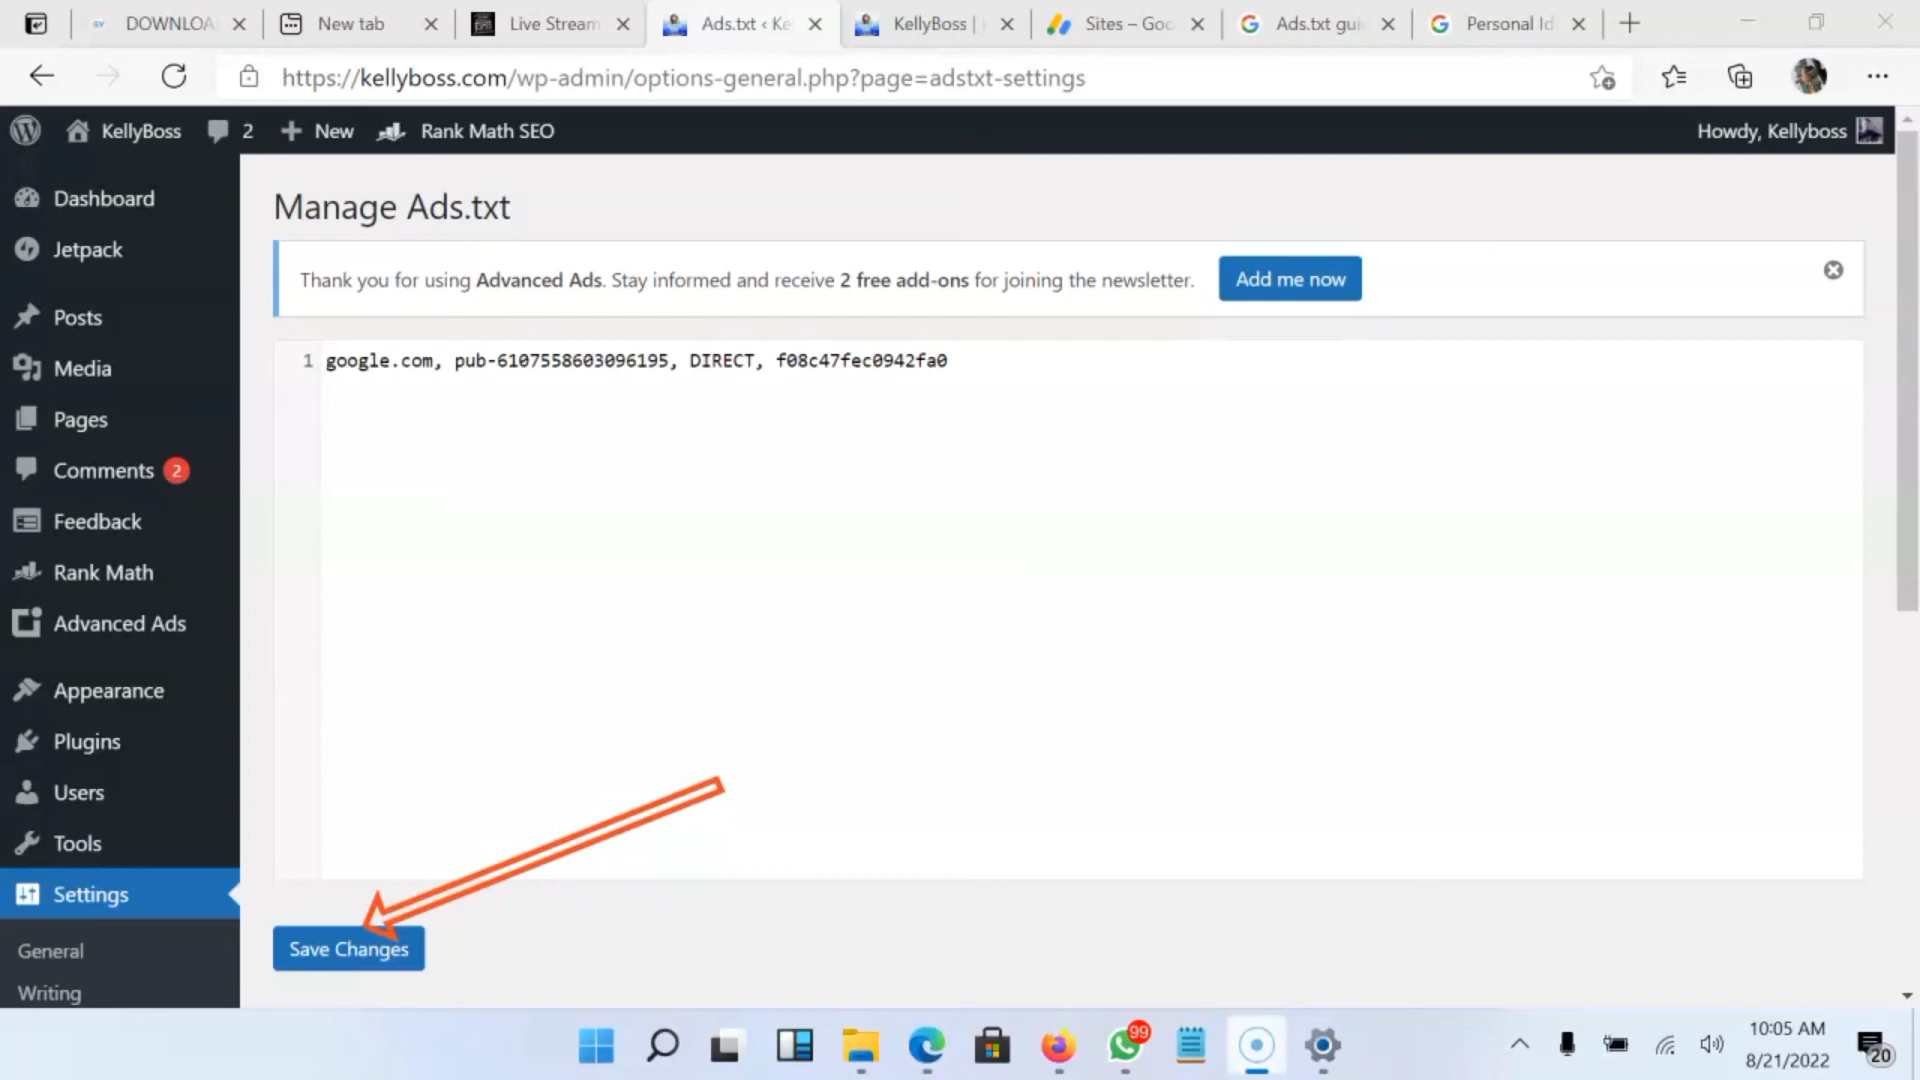 DOWNLOA
New tab
Live Stream
Ads.txt ‹ Ke
KellyBoss |
Sites – Goo
Ads.txt gui
Personal Id
https://kellyboss.com/wp-admin/options-general.php?page=adstxt-settings
KellyBoss
2
New
Rank Math SEO
Howdy, Kellyboss
Dashboard
Jetpack
Posts
Media
Pages
Comments 2
Feedback
Rank Math
Advanced Ads
Appearance
Plugins
Users
Tools
Settings
General
Writing
Manage Ads.txt
Thank you for using Advanced Ads. Stay informed and receive 2 free add-ons for joining the newsletter.
Add me now
1 google.com, pub-6107558603096195, DIRECT, f08c47fec0942fa0
Save Changes
99
10:05 AM
8/21/2022
20